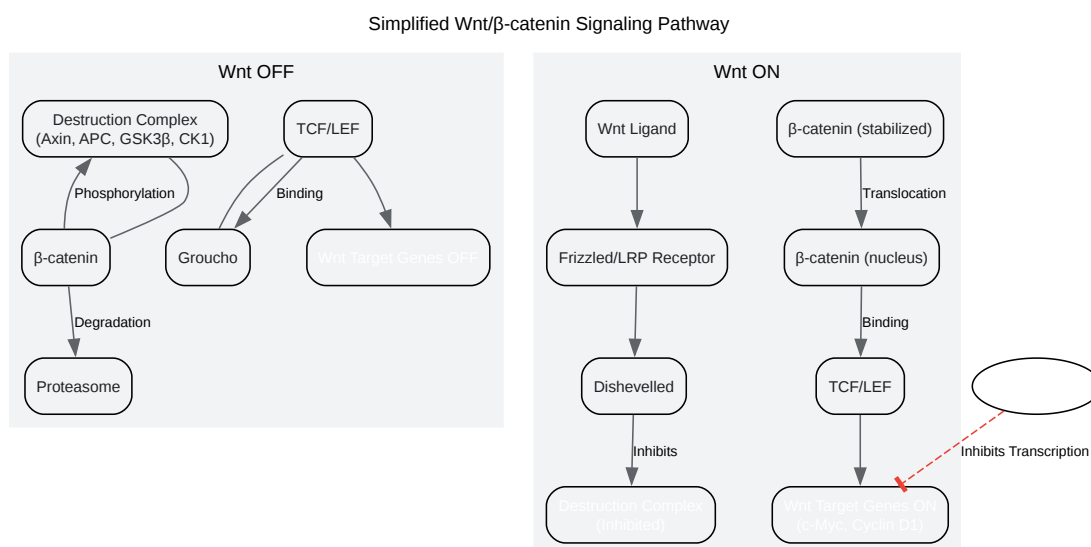 Simplified Wnt/β-catenin Signaling Pathway
Wnt OFF
Destruction Complex
(Axin, APC, GSK3β, CK1)
TCF/LEF
Phosphorylation
Binding
β-catenin
Groucho
Wnt Target Genes OFF
Degradation
Proteasome
Wnt ON
Wnt Ligand
β-catenin (stabilized)
Translocation
Frizzled/LRP Receptor
β-catenin (nucleus)
Binding
Dishevelled
TCF/LEF
Inhibits
Inhibits Transcription
Destruction Complex
(Inhibited)
Wnt Target Genes ON
(c-Myc, Cyclin D1)